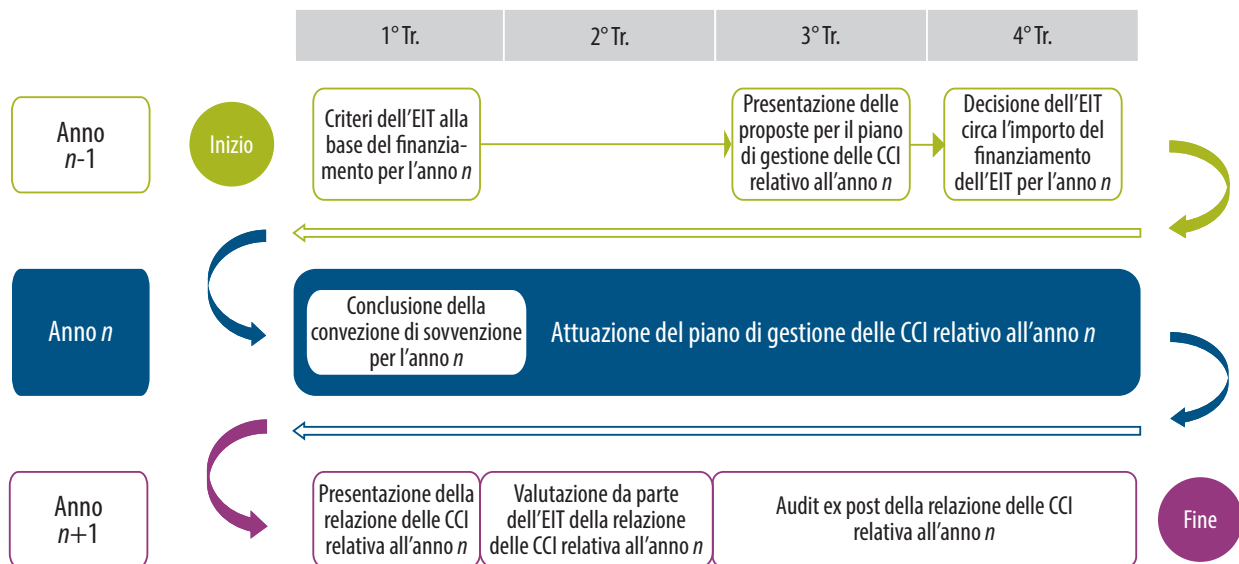 1° Tr.
2° Tr.
3° Tr.
4° Tr.
Anno
n-1
Inizio
Criteri dell'EIT alla
base del finanzia-
mento per l'anno n
Presentazione delle
proposte per il piano
di gestione delle CCI
relativo all'anno n
Decisione dell'EIT
circa l'importo del
finanziamento
dell'EIT per l'anno n
Anno n
Conclusione della
convezione di sovvenzione
per l'anno n
Attuazione del piano di gestione delle CCI relativo all'anno n
Anno
n+1
Presentazione della
relazione delle CCI
relativa all'anno n
Valutazione da parte
dell'EIT della relazione
delle CCI relativa all'anno n
Audit ex post della relazione delle CCI
relativa all'anno n
Fine